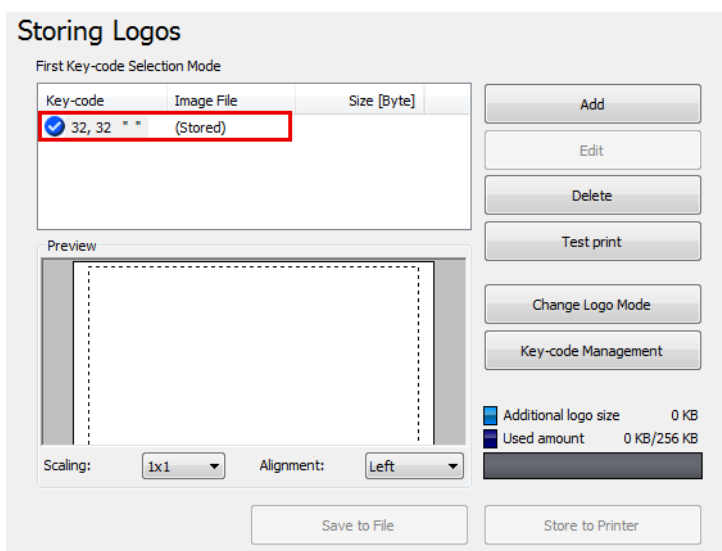 Storing Logos
First Key-code Selection Mode
Key-code Image File Size [Byte]
32, 32 " " (Stored)
Add
Edit
Delete
Test print
Preview
Change Logo Mode
Key-code Management
Additional logo size 0 KB
Used amount 0 KB/256 KB
Scaling: 1x1 Alignment: Left
Save to File Store to Printer